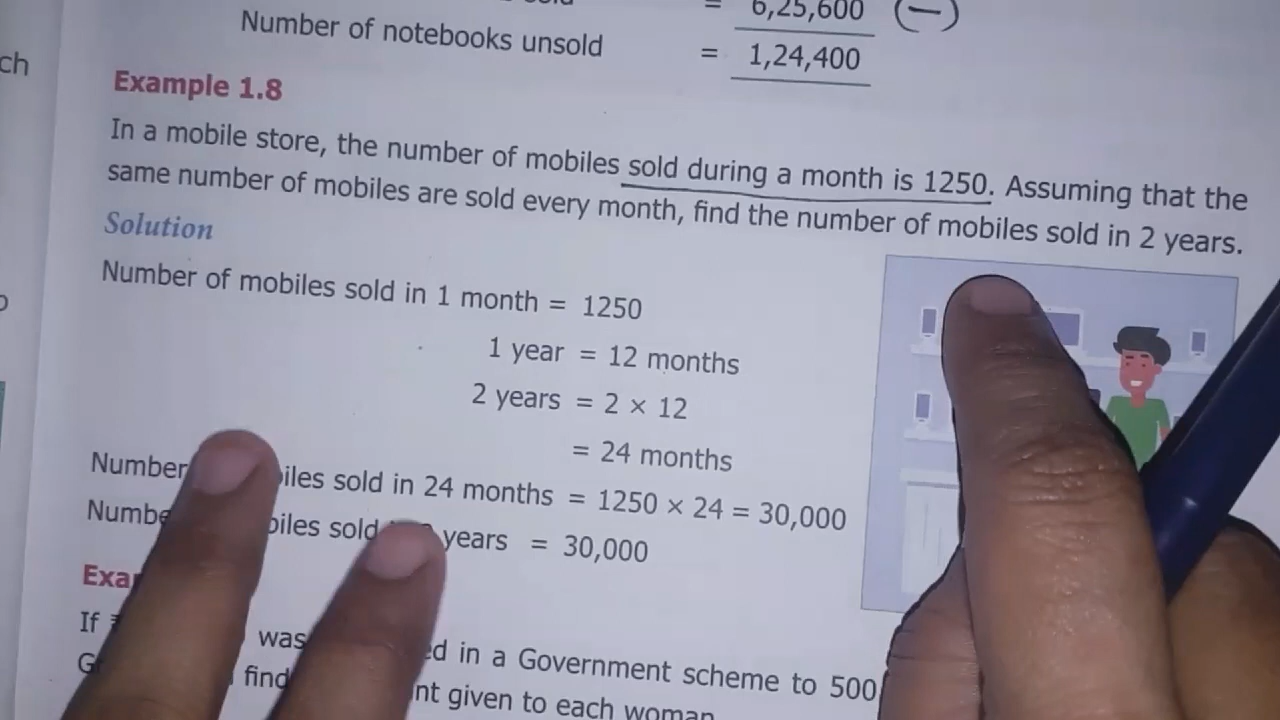 = 6,25,600 (—)
Number of notebooks unsold = 1,24,400
ch
Example 1.8
In a mobile store, the number of mobiles sold during a month is 1250. Assuming that the
same number of mobiles are sold every month, find the number of mobiles sold in 2 years.
Solution
Number of mobiles sold in 1 month = 1250
1 year = 12 months
2 years = 2 × 12
= 24 months
Number iles sold in 24 months = 1250 × 24 = 30,000
Numbe biles sold years = 30,000
Exa
If was ed in a Government scheme to 500
G find nt given to each woman